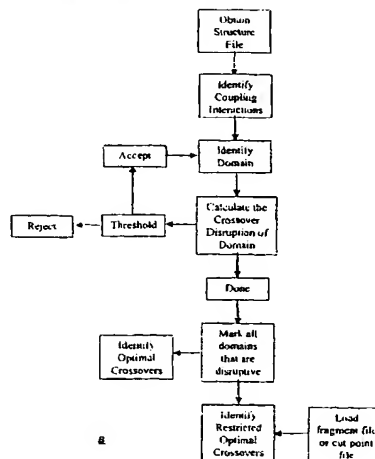 Obtain
Structure
File
Identify
Coupling
Interactions
Accept
Identify
Domain
Reject
Threshold
Calculate the
Crossover
Disruption of
Domain
Done
Identify
Optimal
Crossovers
Mark all
domains
that are
disruptive
Identify
Restricted
Optimal
Crossovers
Load
fragment file
or cut point
file
a